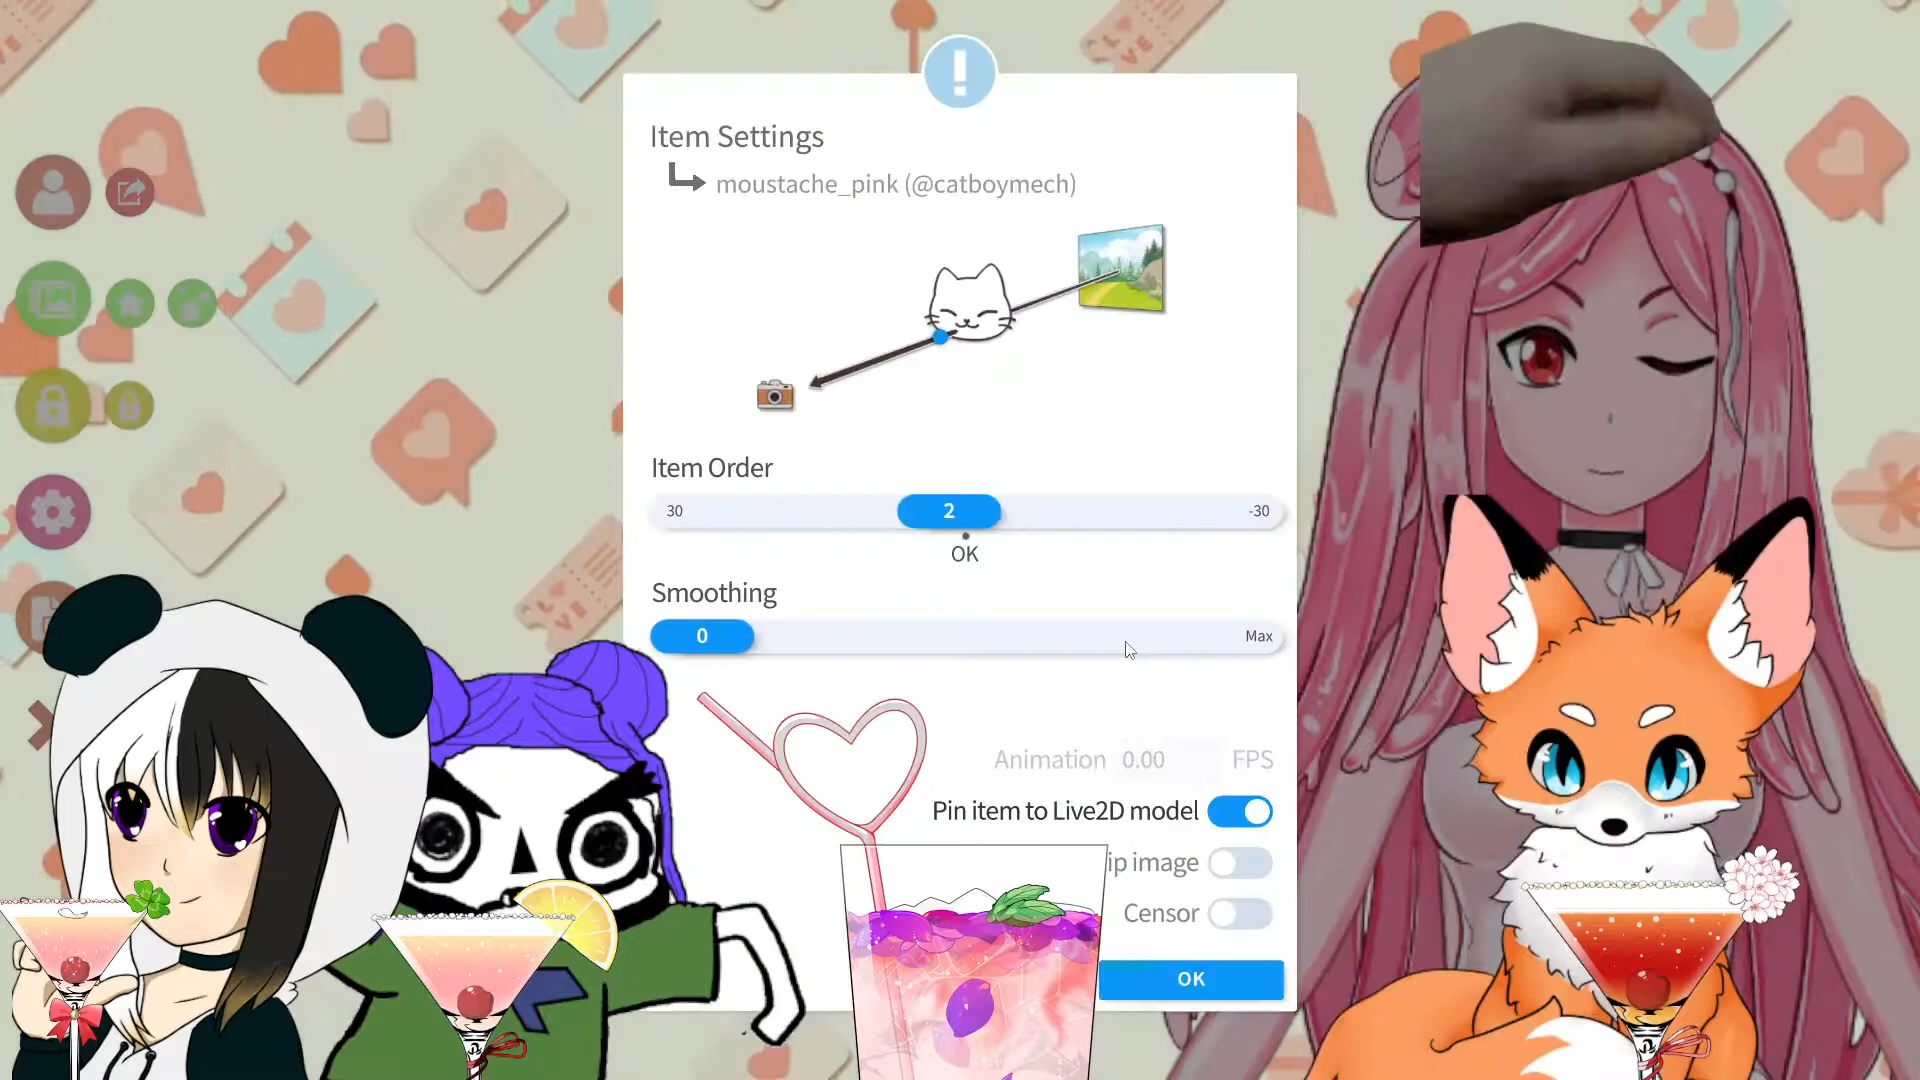 Item Settings
moustache_pink (@catboymech)
Item Order
30
2
-30
OK
Smoothing
0
Max
Animation 0.00 FPS
Pin item to Live2D model
ip image
Censor
OK